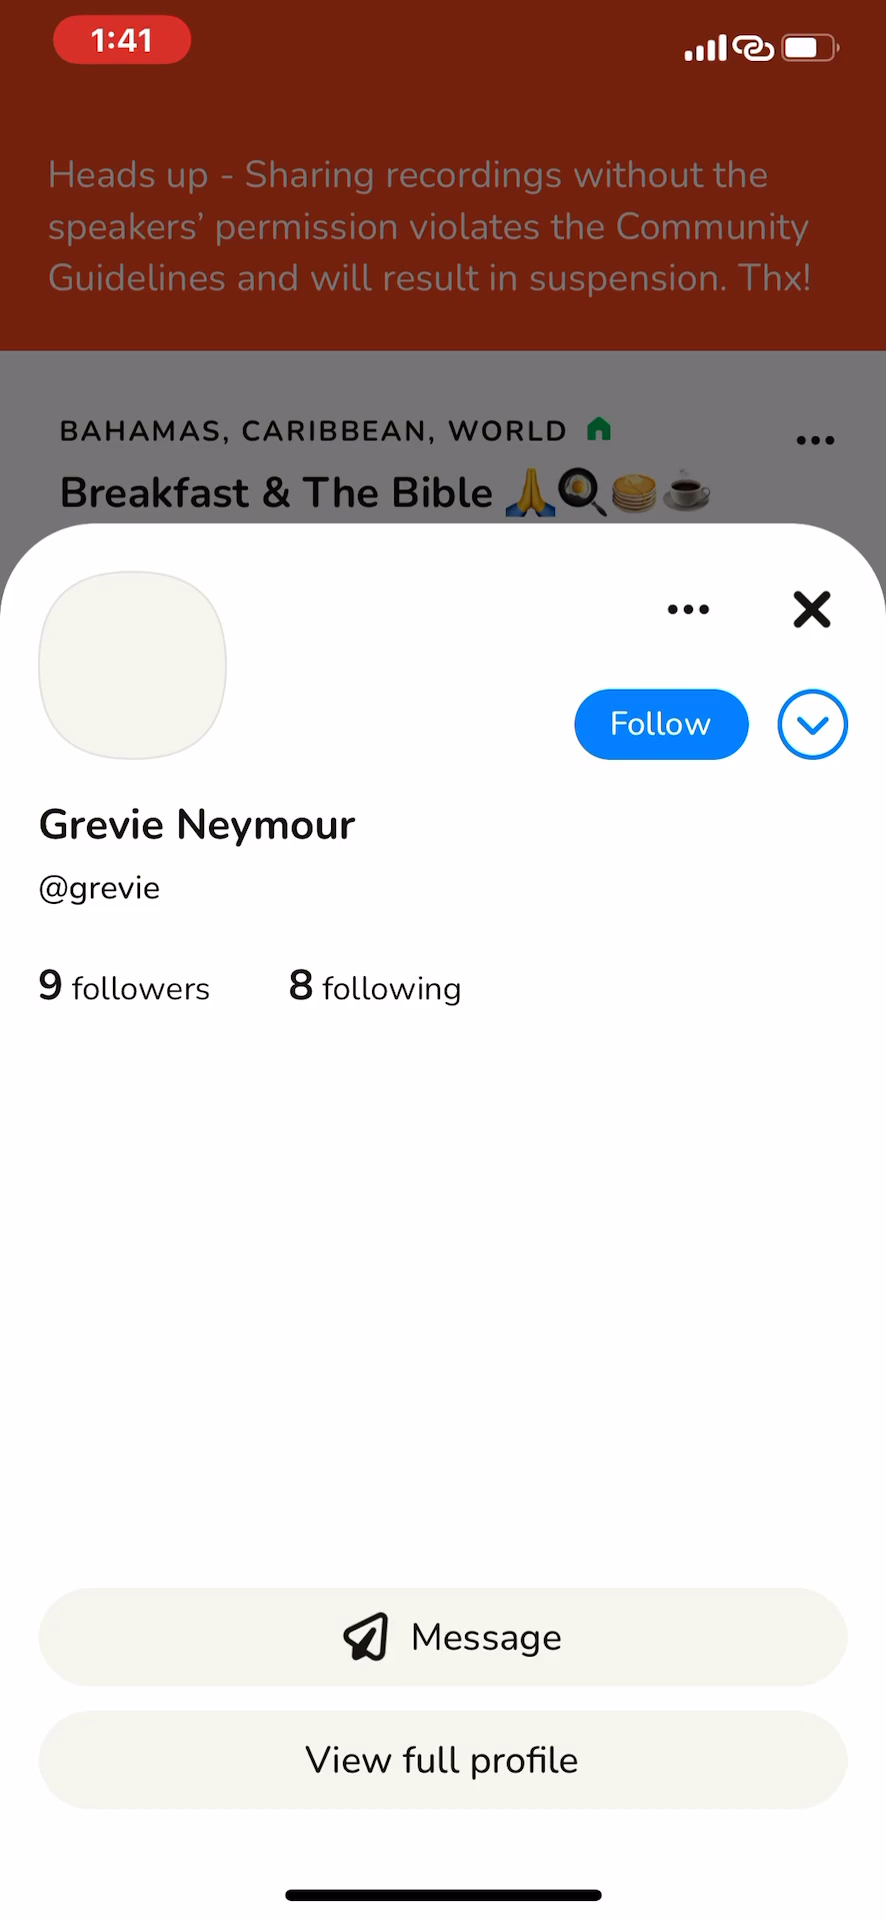 1:41
Heads up - Sharing recordings without the
speakers’ permission violates the Community
Guidelines and will result in suspension. Thx!
BAHAMAS, CARIBBEAN, WORLD
Breakfast & The Bible 🙏🍳🥞☕
Follow
Grevie Neymour
@grevie
9 followers 8 following
Message
View full profile